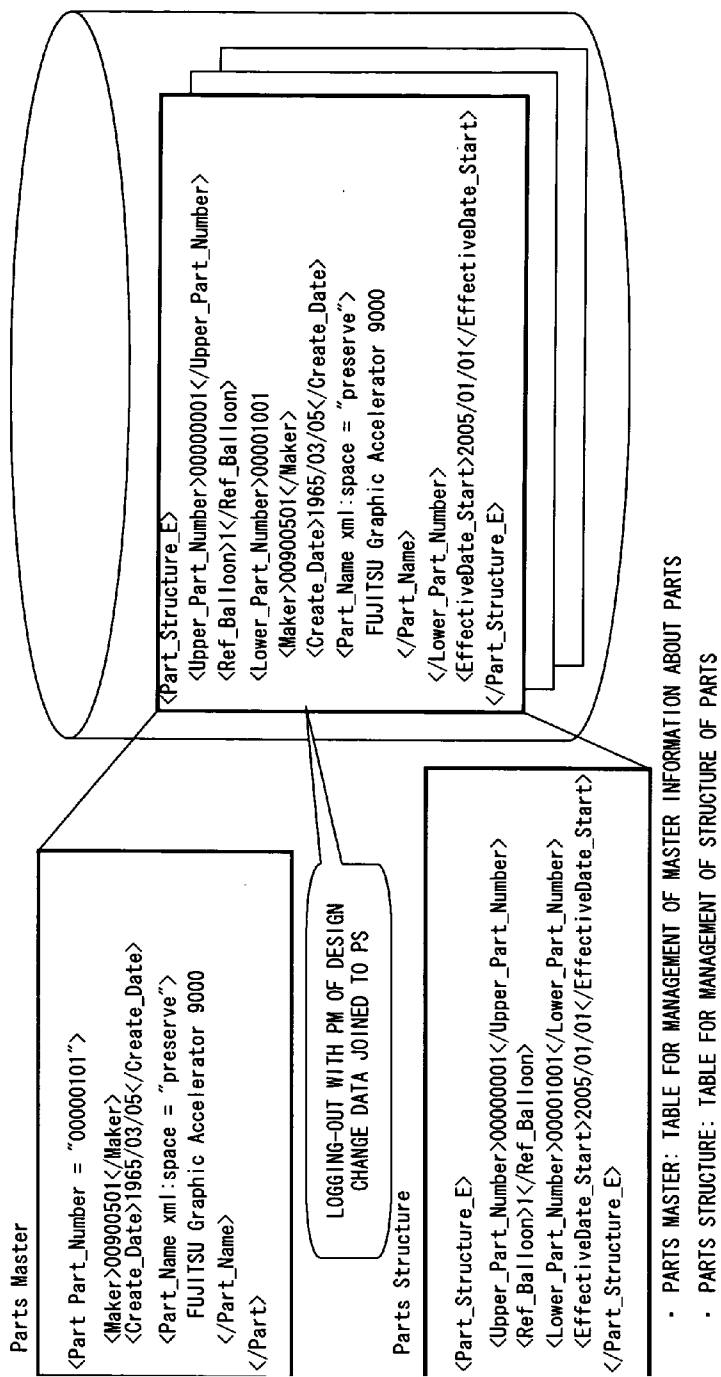 Parts Master
<Part Part_Number = "00000101">
<Maker>00900501</Maker>
<Create_Date>1965/03/05</Create_Date>
<Part_Name xml:space = "preserve">
FUJITSU Graphic Accelerator 9000
</Part_Name>
</Part>
LOGGING-OUT WITH PM OF DESIGN
CHANGE DATA JOINED TO PS
Parts Structure
<Part_Structure_E>
<Upper_Part_Number>00000001</Upper_Part_Number>
<Ref_Balloon>1</Ref_Balloon>
<Lower_Part_Number>00001001</Lower_Part_Number>
<EffectiveDate_Start>2005/01/01</EffectiveDate_Start>
</Part_Structure_E>
<Part_Structure_E>
<Upper_Part_Number>00000001</Upper_Part_Number>
<Ref_Balloon>1</Ref_Balloon>
<Lower_Part_Number>00001001
<Maker>00900501</Maker>
<Create_Date>1965/03/05</Create_Date>
<Part_Name xml:space = "preserve">
FUJITSU Graphic Accelerator 9000
</Part_Name>
</Lower_Part_Number>
<EffectiveDate_Start>2005/01/01</EffectiveDate_Start>
</Part_Structure_E>
· PARTS MASTER: TABLE FOR MANAGEMENT OF MASTER INFORMATION ABOUT PARTS
· PARTS STRUCTURE: TABLE FOR MANAGEMENT OF STRUCTURE OF PARTS